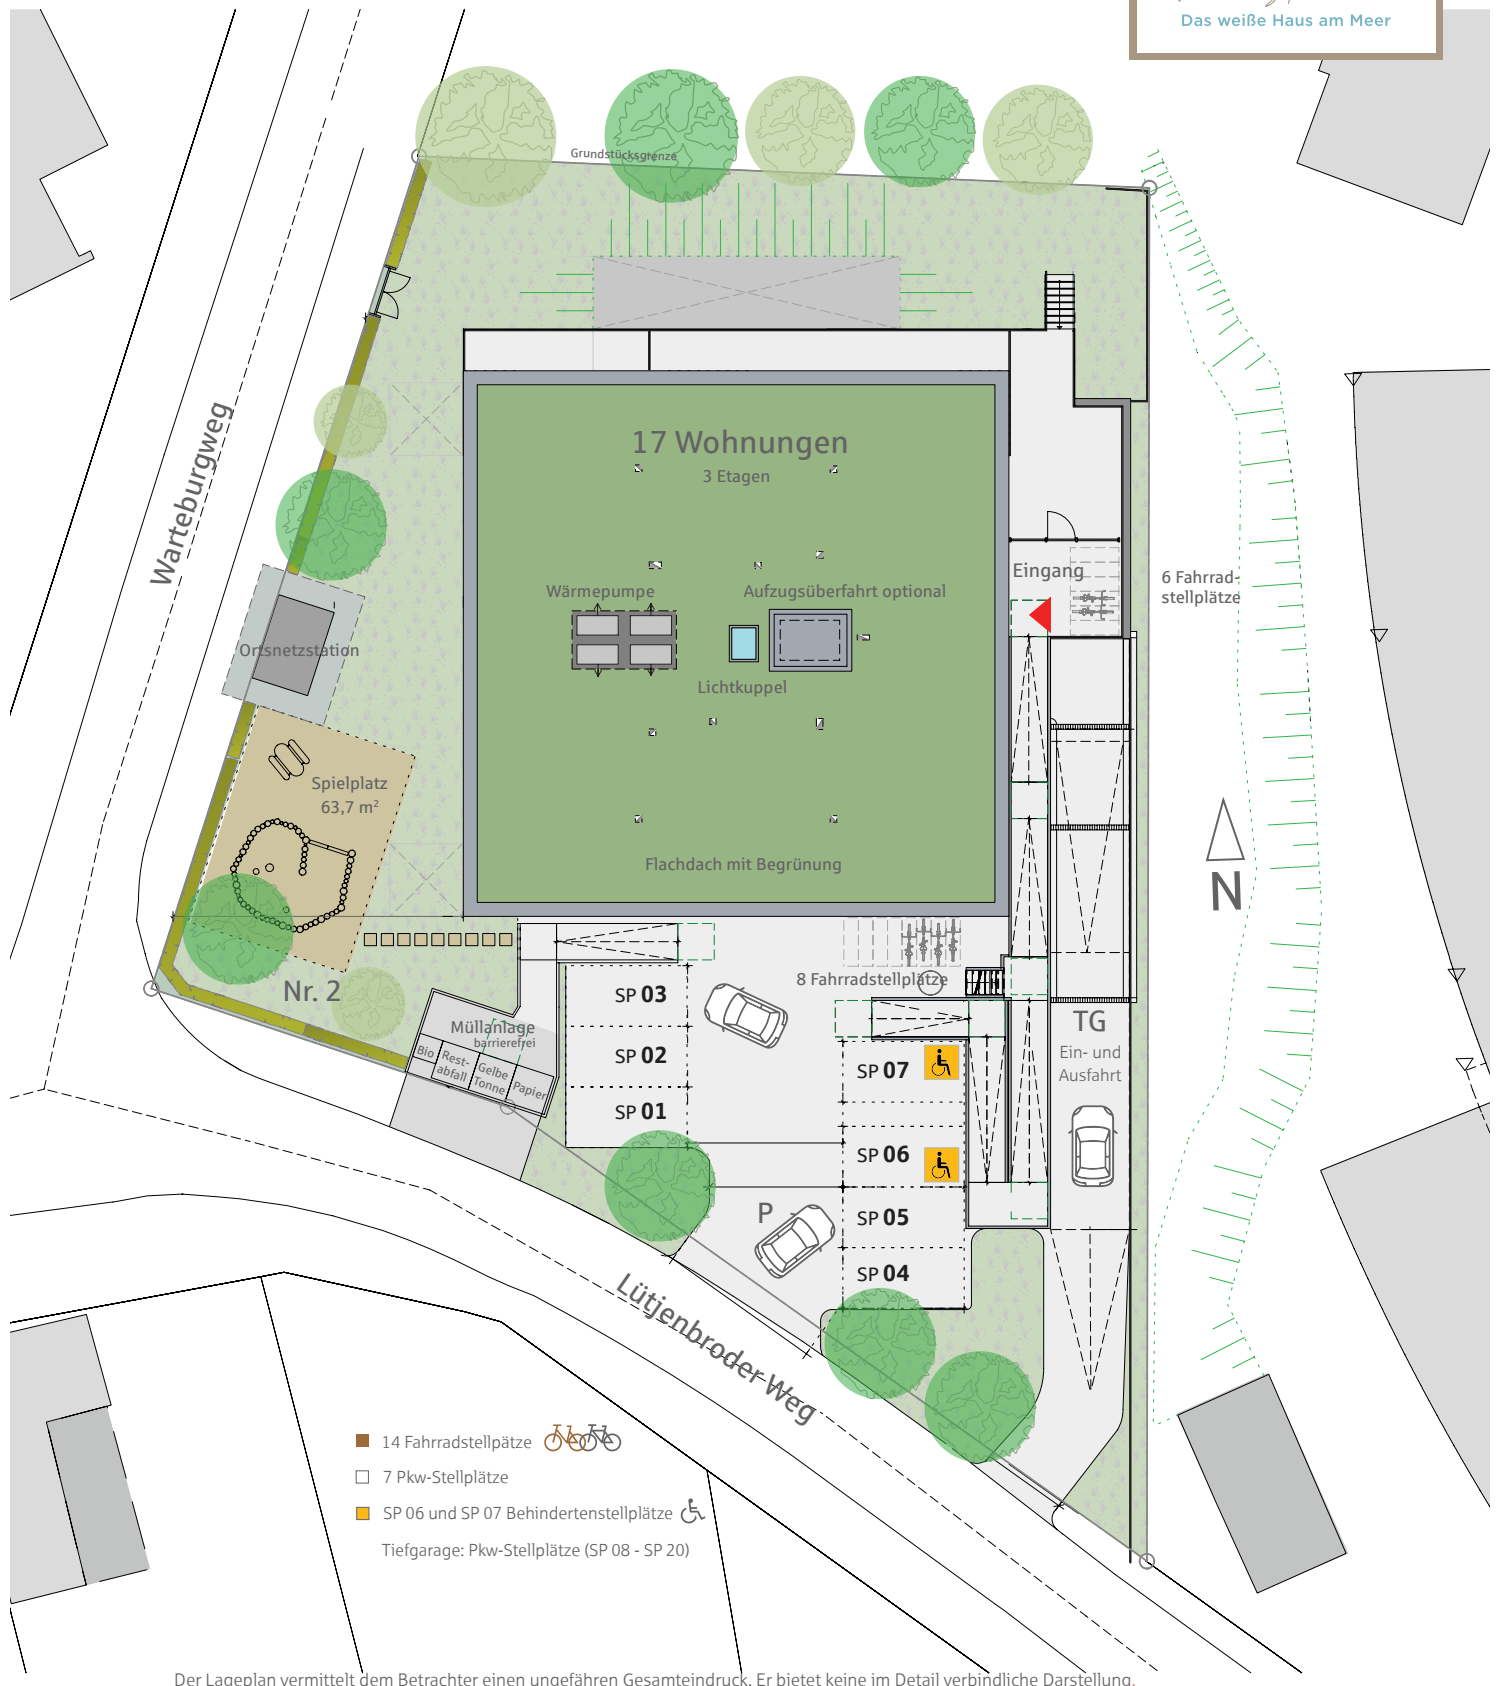 Das weiße Haus am Meer
Grundstücksgrenze
Warteburgweg
17 Wohnungen
3 Etagen
Wärmepumpe
Aufzugsüberfahrt optional
Lichtkuppel
Flachdach mit Begrünung
Eingang
6 Fahrrad-
stellplätze
Ortsnetzstation
Spielplatz
63,7 m²
N
Nr. 2
Müllanlage
barrierefrei
Bio
Rest-
abfall
Gelbe
Tonne
Papier
SP 03
SP 02
SP 01
8 Fahrradstellplätze
SP 07
SP 06
SP 05
SP 04
TG
Ein- und
Ausfahrt
P
Lütjenbroder Weg
14 Fahrradstellpätze
7 Pkw-Stellplätze
SP 06 und SP 07 Behindertenstellplätze
Tiefgarage: Pkw-Stellplätze (SP 08 - SP 20)
Der Lageplan vermittelt dem Betrachter einen ungefähren Gesamteindruck. Er bietet keine im Detail verbindliche Darstellung.